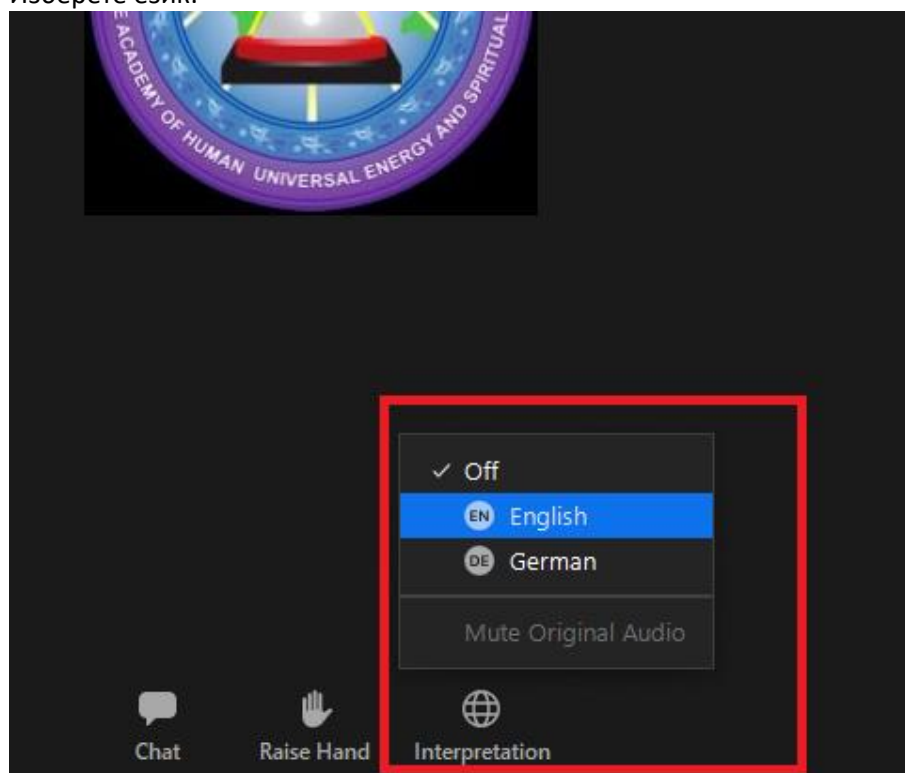 Изберете език:
E ACADEMY OF HUMAN UNIVERSAL ENERGY AND SPIRITUAL
Off
EN English
DE German
Mute Original Audio
Chat Raise Hand Interpretation